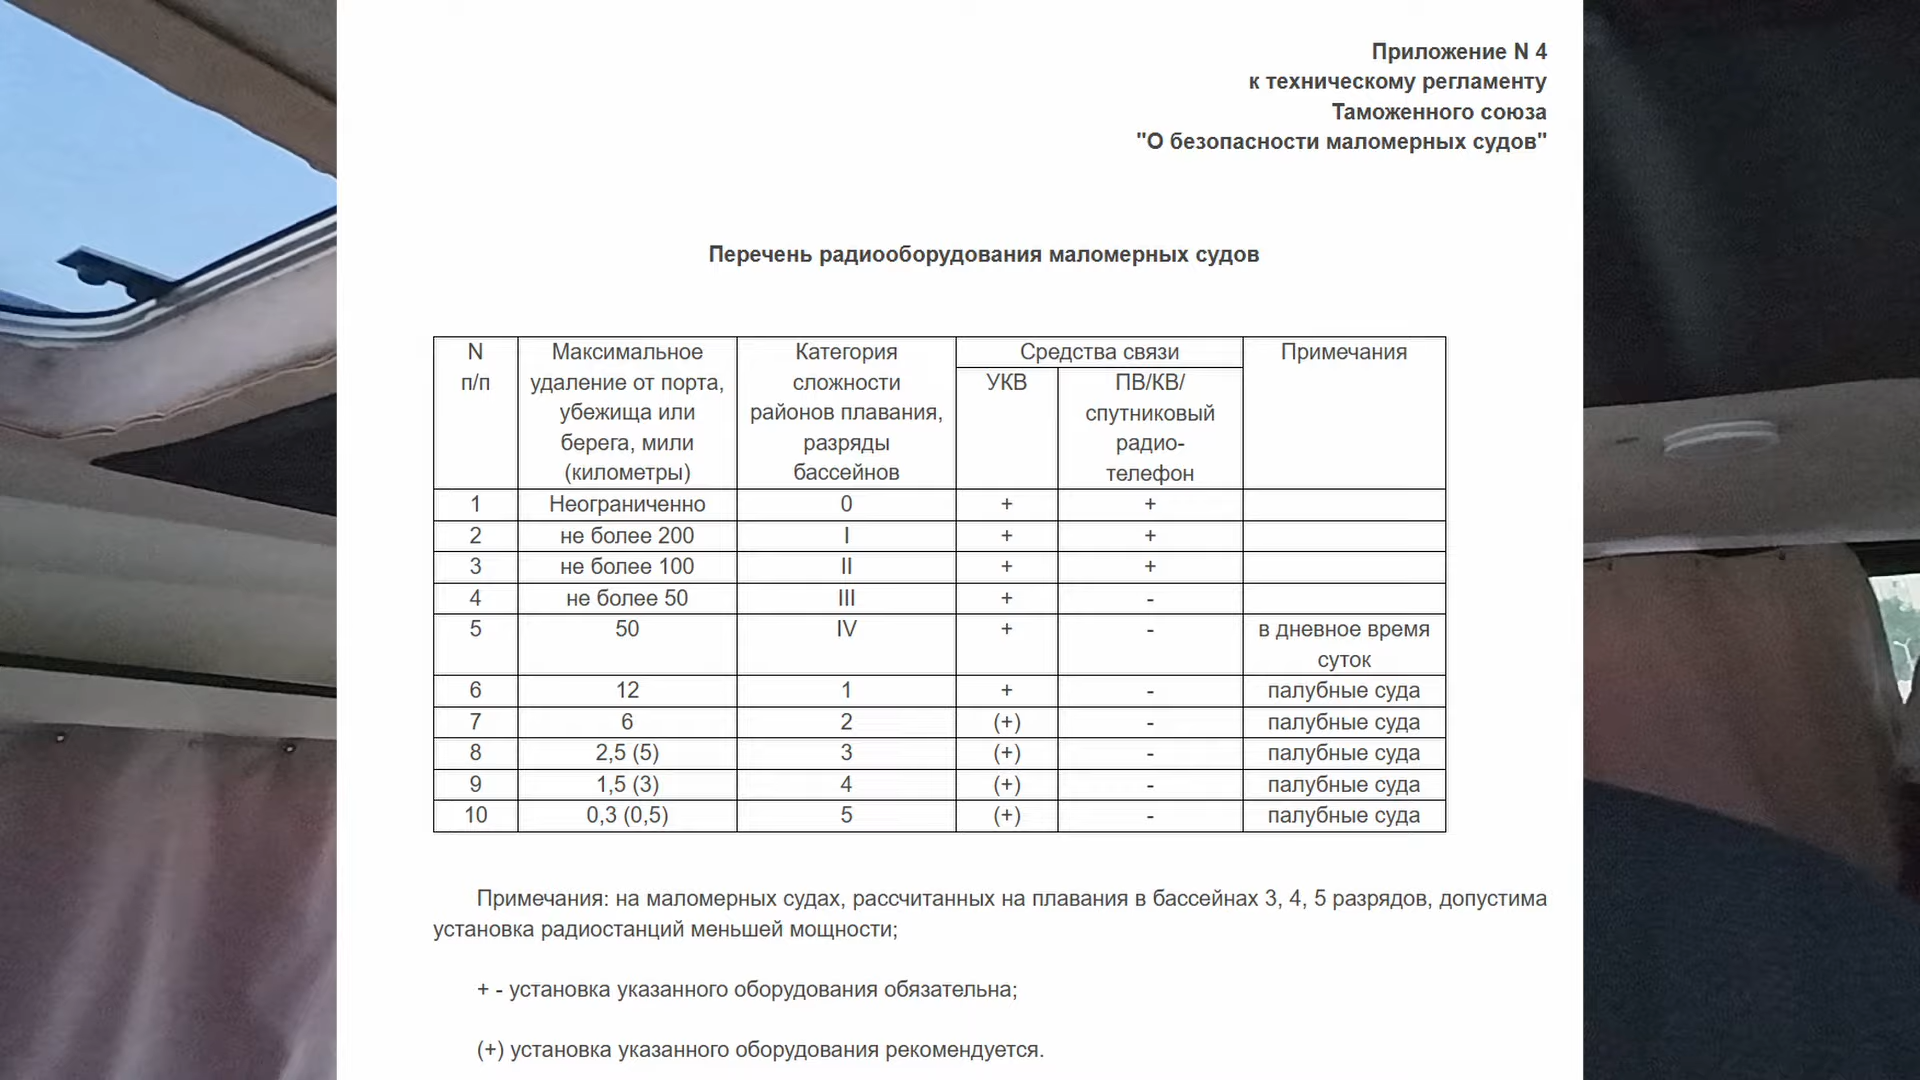 Приложение N 4
к техническому регламенту
Таможенного союза
"О безопасности маломерных судов"
Перечень радиооборудования маломерных судов
N п/п | Максимальное удаление от порта, убежища или берега, мили (километры) | Категория сложности районов плавания, разряды бассейнов | Средства связи | Примечания
УКВ | ПВ/КВ/ спутниковый радио- телефон
1 | Неограниченно | 0 | + | +
2 | не более 200 | I | + | +
3 | не более 100 | II | + | +
4 | не более 50 | III | + | -
5 | 50 | IV | + | - | в дневное время суток
6 | 12 | 1 | + | - | палубные суда
7 | 6 | 2 | (+) | - | палубные суда
8 | 2,5 (5) | 3 | (+) | - | палубные суда
9 | 1,5 (3) | 4 | (+) | - | палубные суда
10 | 0,3 (0,5) | 5 | (+) | - | палубные суда
Примечания: на маломерных судах, рассчитанных на плавания в бассейнах 3, 4, 5 разрядов, допустима
установка радиостанций меньшей мощности;
+ - установка указанного оборудования обязательна;
(+) установка указанного оборудования рекомендуется.